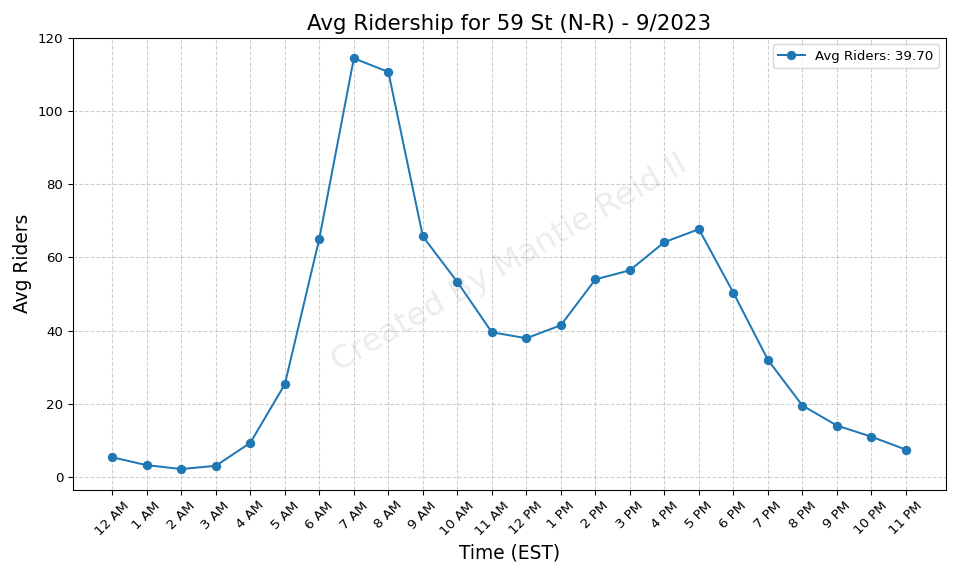 Avg Ridership for 59 St (N-R) - 9/2023
Avg Riders: 39.70
120
100
80
60
40
20
0
Avg Riders
Created By Mantie Reid II
12 AM
1 AM
2 AM
3 AM
4 AM
5 AM
6 AM
7 AM
8 AM
9 AM
10 AM
11 AM
12 PM
1 PM
2 PM
3 PM
4 PM
5 PM
6 PM
7 PM
8 PM
9 PM
10 PM
11 PM
Time (EST)